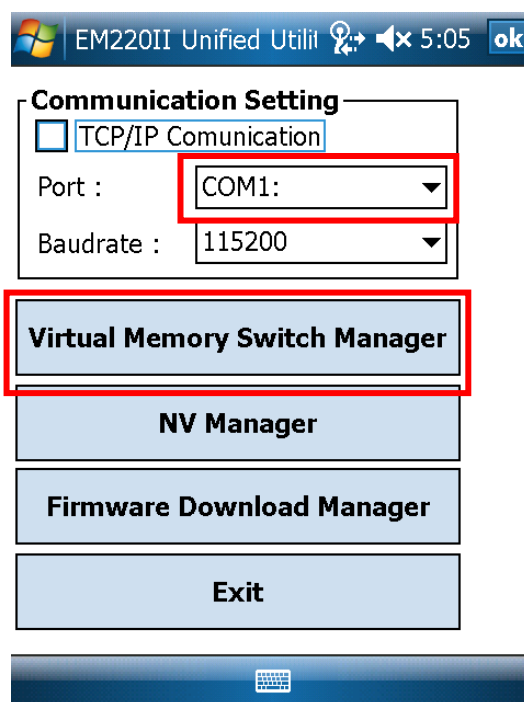 EM220II Unified Utilit 5:05 ok
Communication Setting
TCP/IP Comunication
Port : COM1:
Baudrate : 115200
Virtual Memory Switch Manager
NV Manager
Firmware Download Manager
Exit